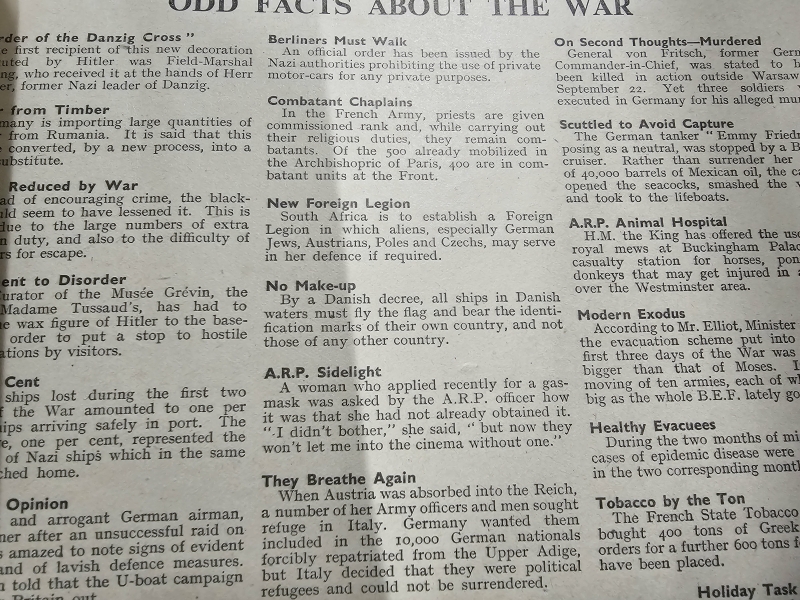 ODD FACTS ABOUT THE WAR
rder of the Danzig Cross"
e first recipient of this new decoration
uted by Hitler was Field-Marshal
ng, who received it at the hands of Herr
er, former Nazi leader of Danzig.
from Timber
many is importing large quantities of
from Rumania. It is said that this
converted, by a new process, into a
ubstitute.
Reduced by War
ad of encouraging crime, the black-
uld seem to have lessened it. This is
due to the large numbers of extra
n duty, and also to the difficulty of
rs for escape.
ent to Disorder
urator of the Musée Grévin, the
Madame Tussaud's, has had to
e wax figure of Hitler to the base-
order to put a stop to hostile
ations by visitors.
Cent
ships lost during the first two
f the War amounted to one per
ips arriving safely in port. The
e, one per cent, represented the
of Nazi ships which in the same
ched home.
Opinion
and arrogant German airman,
ner after an unsuccessful raid on
s amazed to note signs of evident
and of lavish defence measures.
n told that the U-boat campaign
Britain out
Berliners Must Walk
An official order has been issued by the
Nazi authorities prohibiting the use of private
motor-cars for any private purposes.
Combatant Chaplains
In the French Army, priests are given
commissioned rank and, while carrying out
their religious duties, they remain com-
batants. Of the 500 already mobilized in
the Archbishopric of Paris, 400 are in com-
batant units at the Front.
New Foreign Legion
South Africa is to establish a Foreign
Legion in which aliens, especially German
Jews, Austrians, Poles and Czechs, may serve
in her defence if required.
No Make-up
By a Danish decree, all ships in Danish
waters must fly the flag and bear the identi-
fication marks of their own country, and not
those of any other country.
A.R.P. Sidelight
A woman who applied recently for a gas-
mask was asked by the A.R.P. officer how
it was that she had not already obtained it.
"I didn't bother," she said, "but now they
won't let me into the cinema without one."
They Breathe Again
When Austria was absorbed into the Reich,
a number of her Army officers and men sought
refuge in Italy. Germany wanted them
included in the 10,000 German nationals
forcibly repatriated from the Upper Adige,
but Italy decided that they were political
refugees and could not be surrendered.
On Second Thoughts—Murdered
General von Fritsch, former Germ
Commander-in-Chief, was stated to h
been killed in action outside Warsaw
September 22. Yet three soldiers
executed in Germany for his alleged mur
Scuttled to Avoid Capture
The German tanker "Emmy Friedr
posing as a neutral, was stopped by a B
cruiser. Rather than surrender her
of 40,000 barrels of Mexican oil, the ca
opened the seacocks, smashed the
and took to the lifeboats.
A.R.P. Animal Hospital
H.M. the King has offered the use
royal mews at Buckingham Palac
casualty station for horses, pon
donkeys that may get injured in a
over the Westminster area.
Modern Exodus
According to Mr. Elliot, Minister
the evacuation scheme put into
first three days of the War was
bigger than that of Moses. I
moving of ten armies, each of wh
big as the whole B.E.F. lately go
Healthy Evacuees
During the two months of mi
cases of epidemic disease were
in the two corresponding month
Tobacco by the Ton
The French State Tobacco
bought 400 tons of Greek
orders for a further 600 tons f
have been placed.
Holiday Task